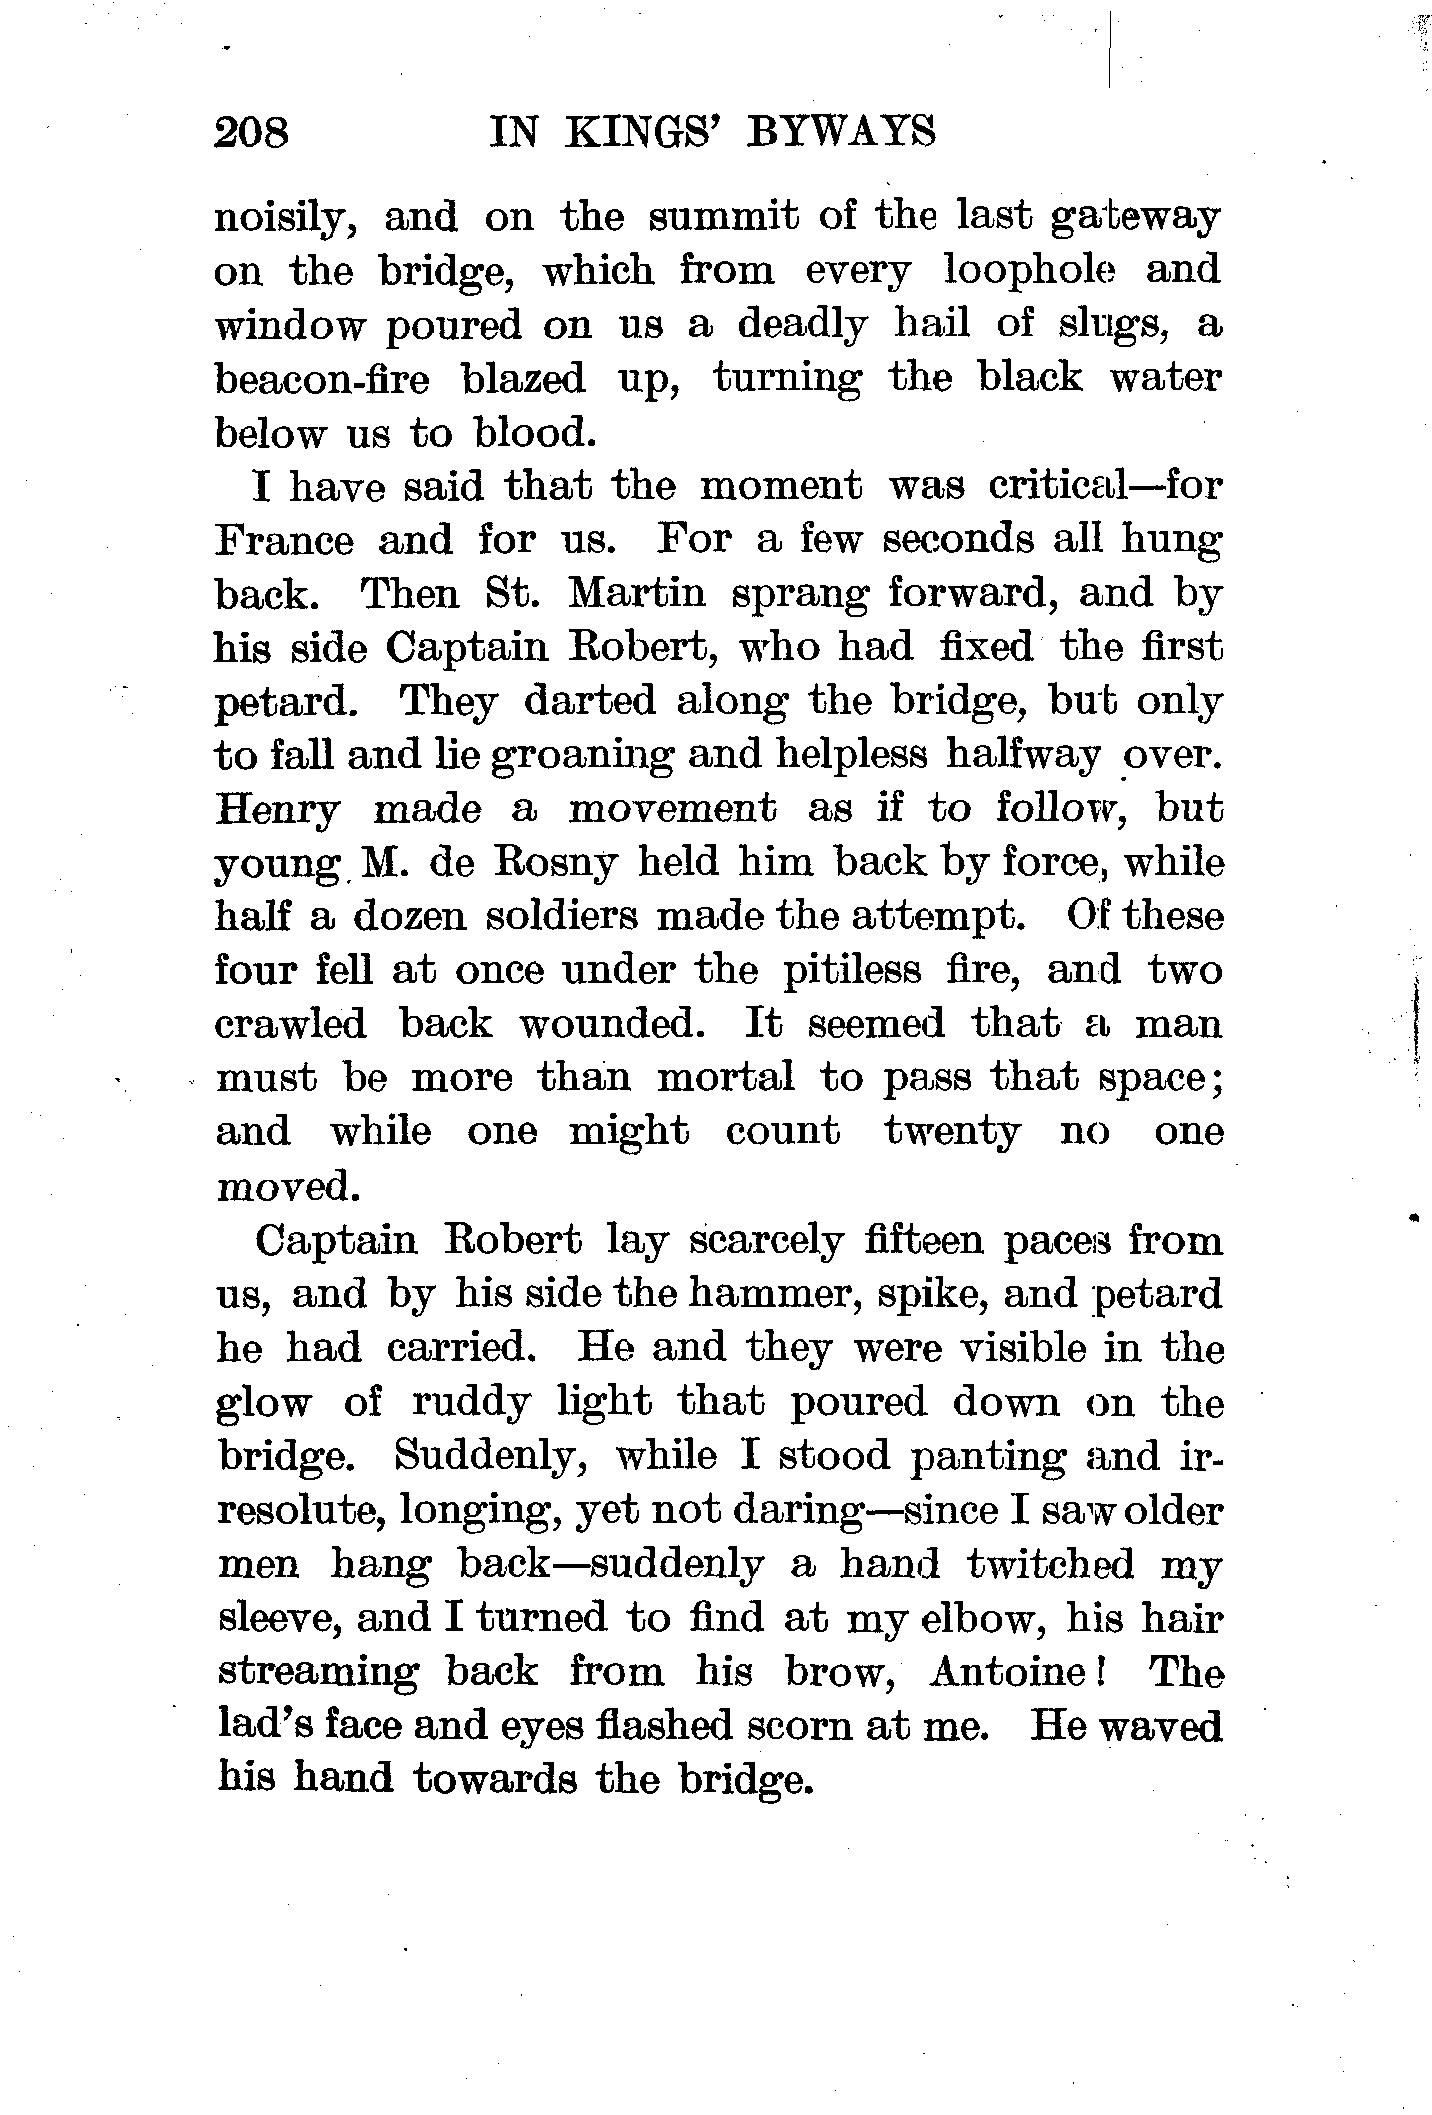 208 IN KINGS' BYWAYS
noisily, and on the summit of the last gateway
on the bridge, which from every loophole and
window poured on us a deadly hail of slugs, a
beacon-fire blazed up, turning the black water
below us to blood.
I have said that the moment was critical—for
France and for us. For a few seconds all hung
back. Then St. Martin sprang forward, and by
his side Captain Robert, who had fixed the first
petard. They darted along the bridge, but only
to fall and lie groaning and helpless halfway over.
Henry made a movement as if to follow, but
young M. de Rosny held him back by force, while
half a dozen soldiers made the attempt. Of these
four fell at once under the pitiless fire, and two
crawled back wounded. It seemed that a man
must be more than mortal to pass that space;
and while one might count twenty no one
moved.
Captain Robert lay scarcely fifteen paces from
us, and by his side the hammer, spike, and petard
he had carried. He and they were visible in the
glow of ruddy light that poured down on the
bridge. Suddenly, while I stood panting and ir-
resolute, longing, yet not daring—since I saw older
men hang back—suddenly a hand twitched my
sleeve, and I turned to find at my elbow, his hair
streaming back from his brow, Antoine! The
lad's face and eyes flashed scorn at me. He waved
his hand towards the bridge.